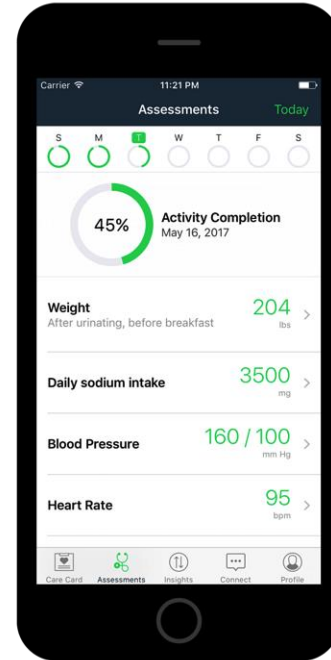 Carrier 11:21 PM
Assessments Today
S M T W T F S
45%
Activity Completion
May 16, 2017
Weight
After urinating, before breakfast
204
lbs
Daily sodium intake
3500
mg
Blood Pressure
160 / 100
mm Hg
Heart Rate
95
bpm
Care Card Assessments Insights Connect Profile